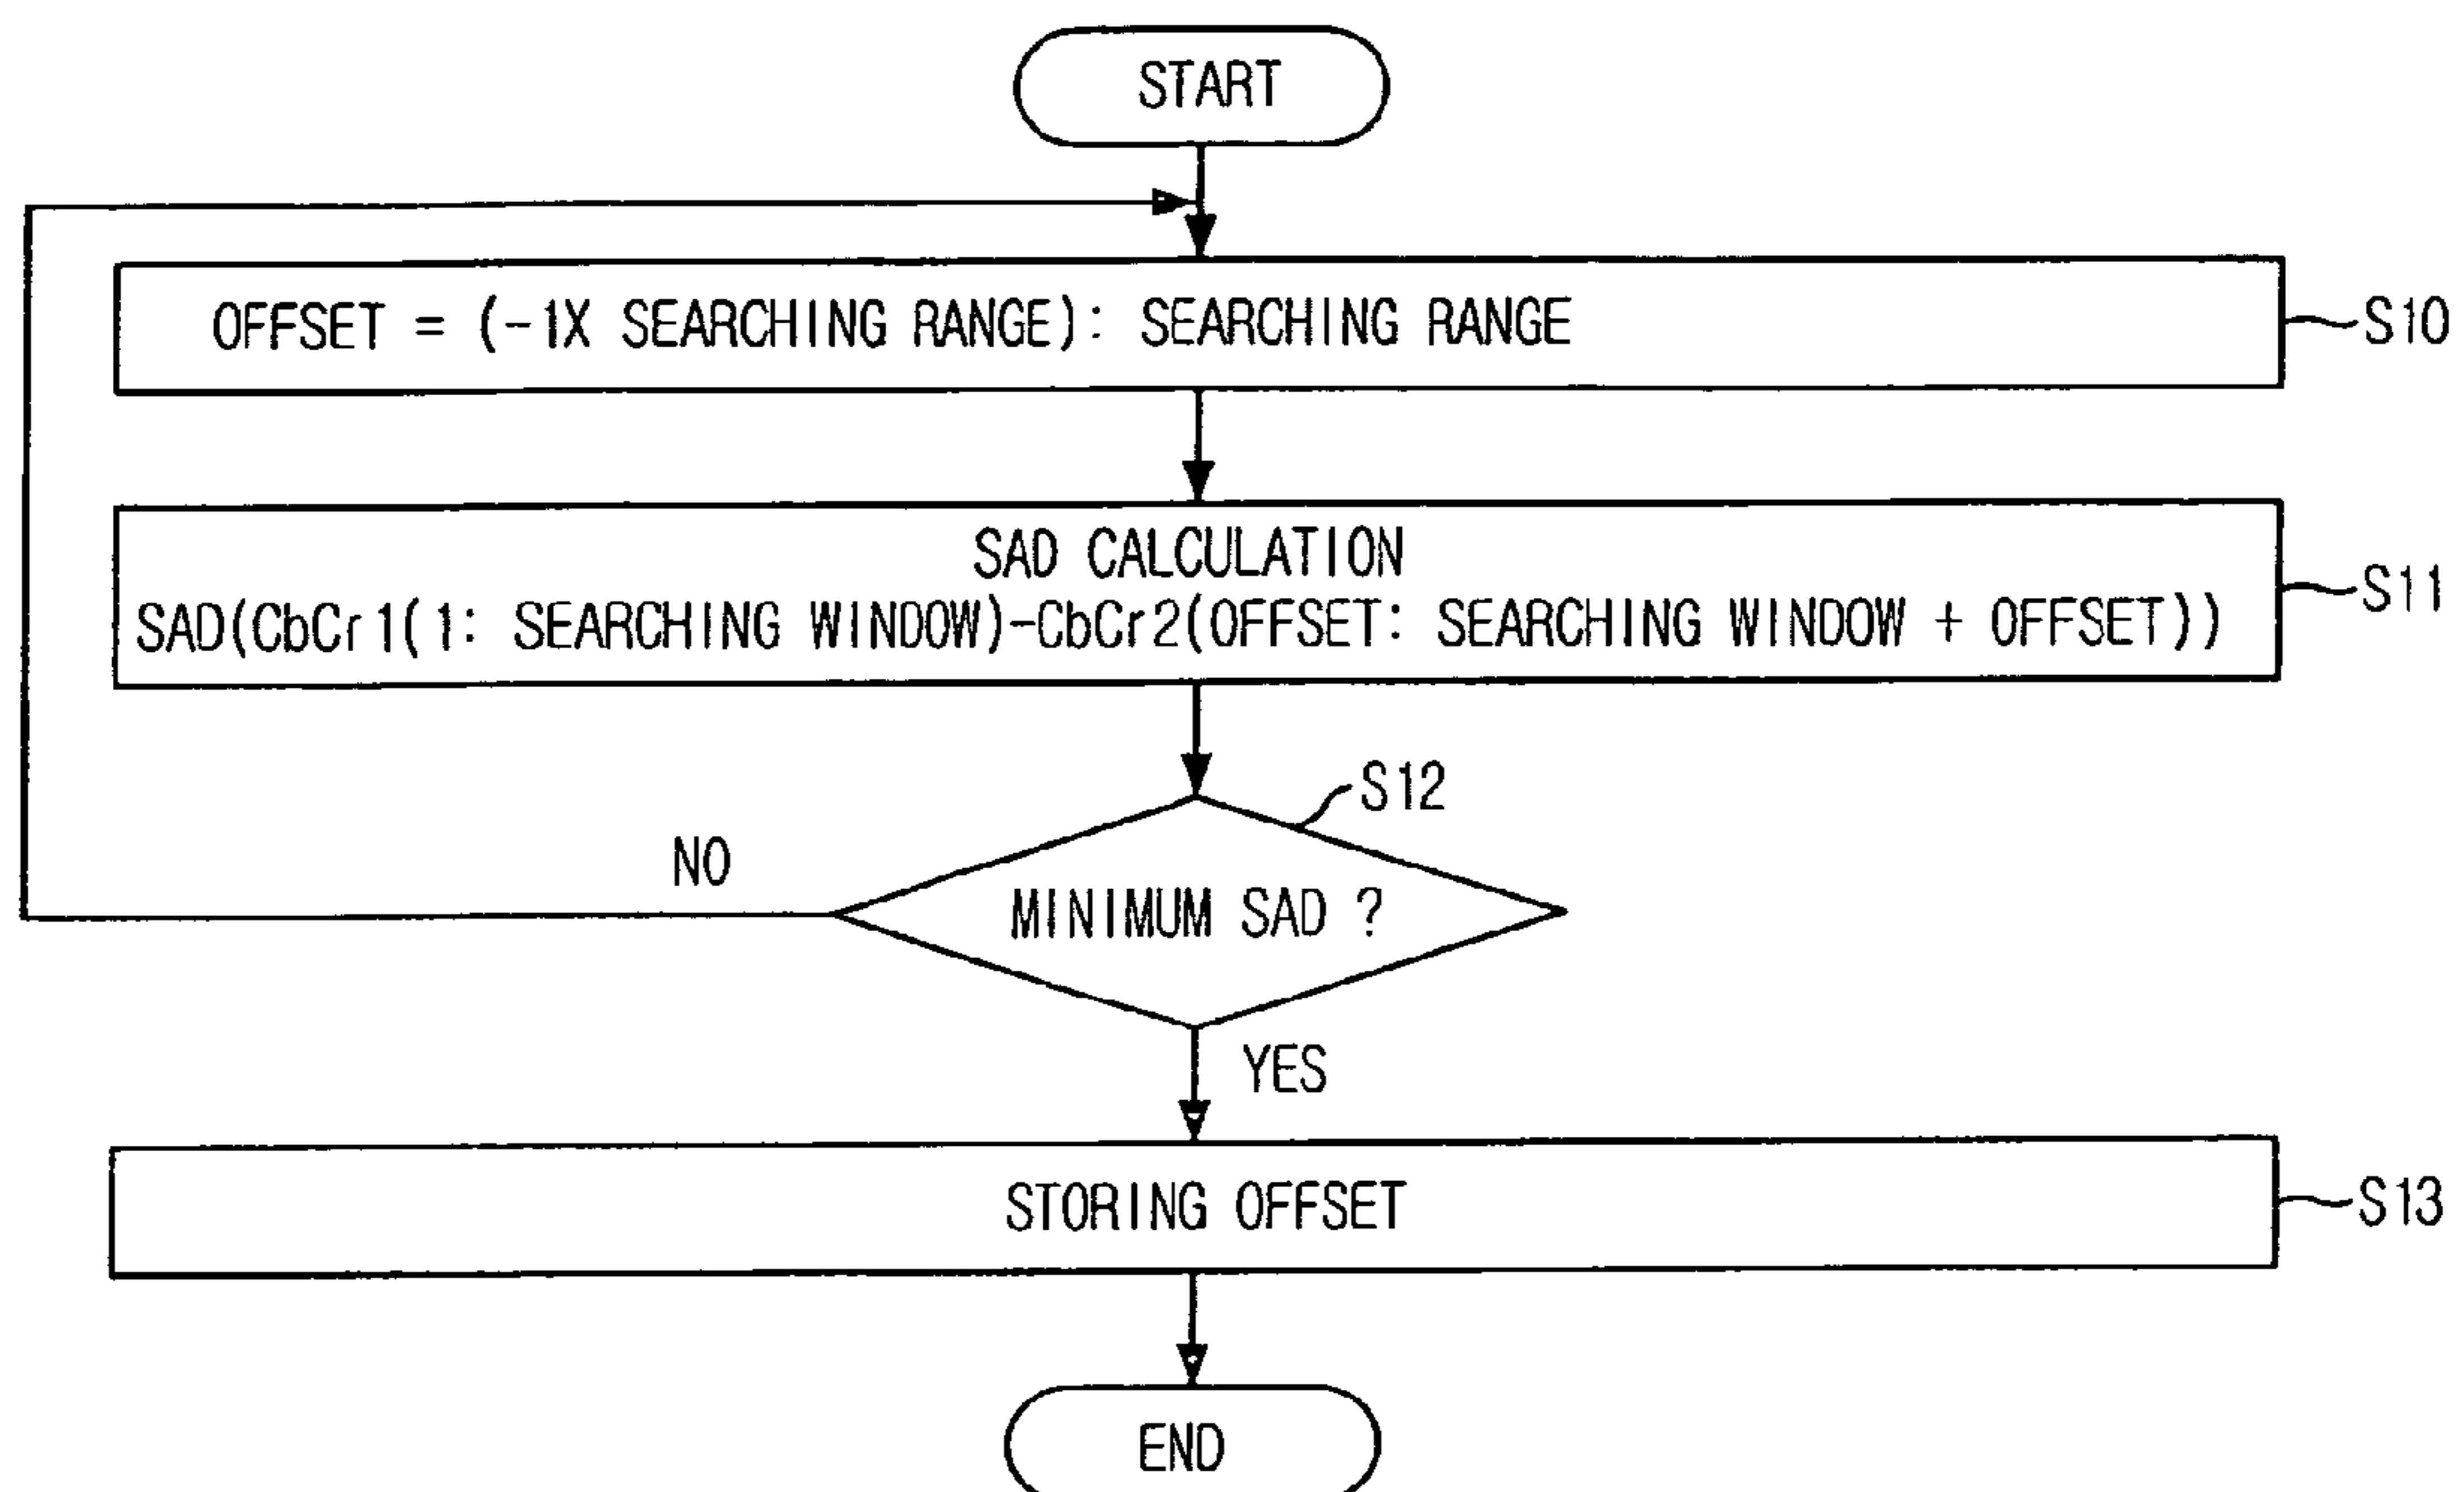 START
OFFSET = (-1X SEARCHING RANGE): SEARCHING RANGE
S10
SAD CALCULATION
SAD(CbCr1(1: SEARCHING WINDOW)-CbCr2(OFFSET: SEARCHING WINDOW + OFFSET))
S11
S12
NO
MINIMUM SAD ?
YES
STORING OFFSET
S13
END